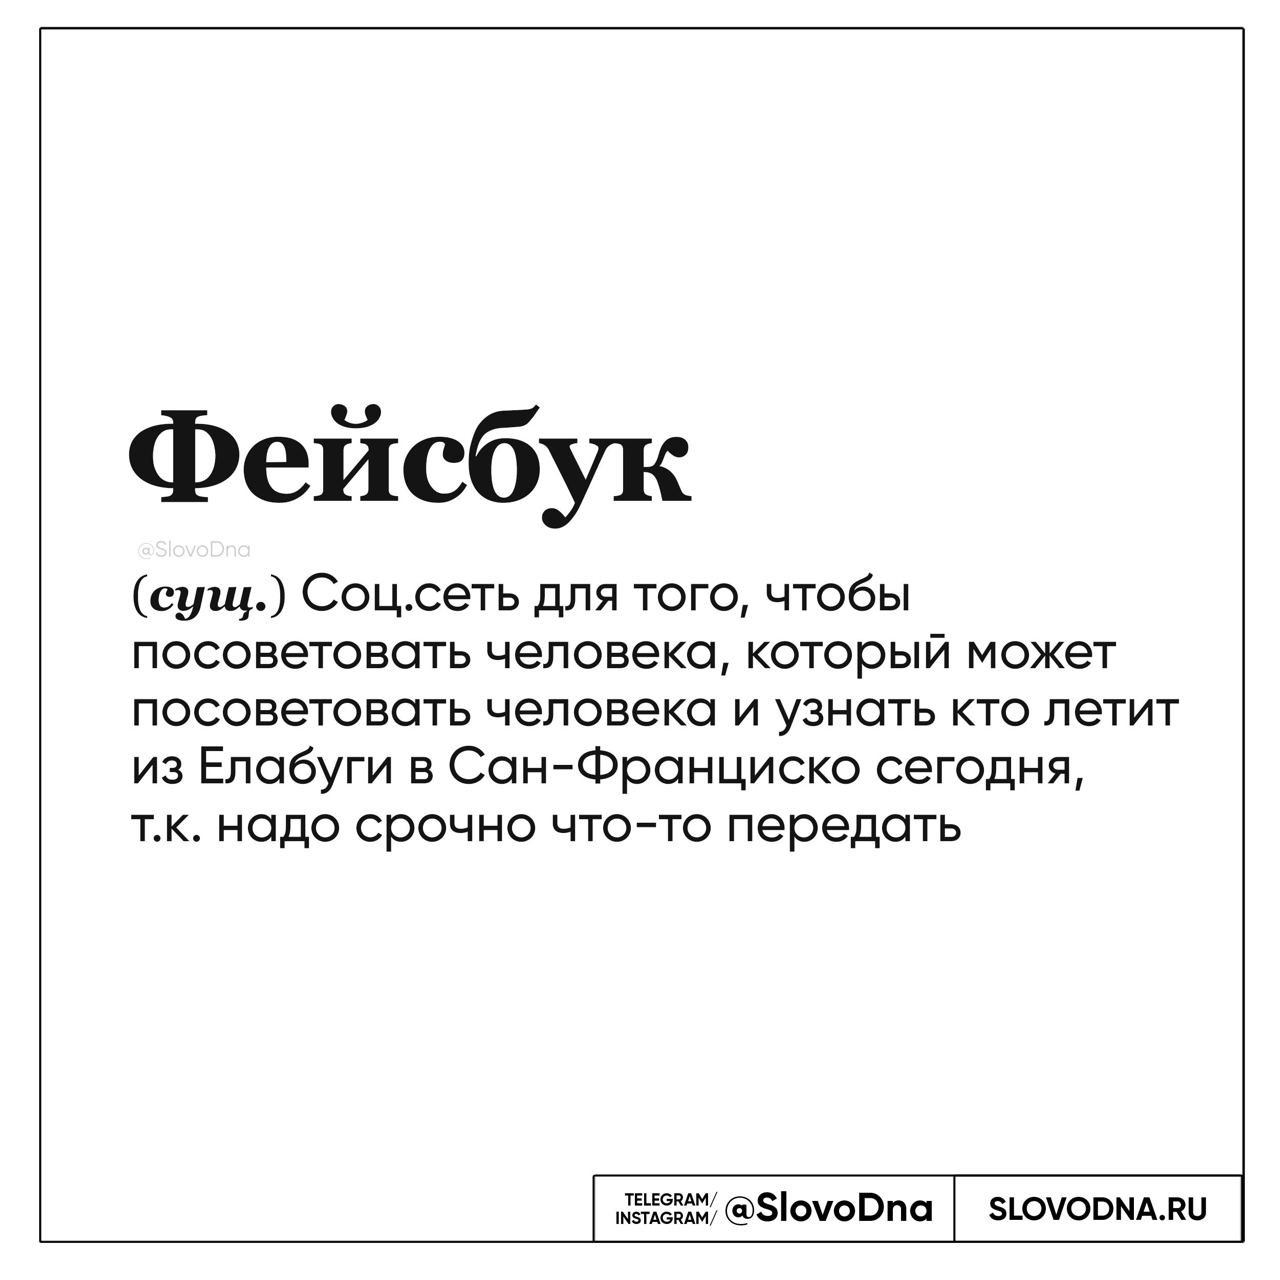 Фейсбук
@SlovoDna
(сущ.) Соц.сеть для того, чтобы
посоветовать человека, который может
посоветовать человека и узнать кто летит
из Елабуги в Сан-Франциско сегодня,
т.к. надо срочно что-то передать
TELEGRAM/
INSTAGRAM/
@SlovoDna
SLOVODNA.RU